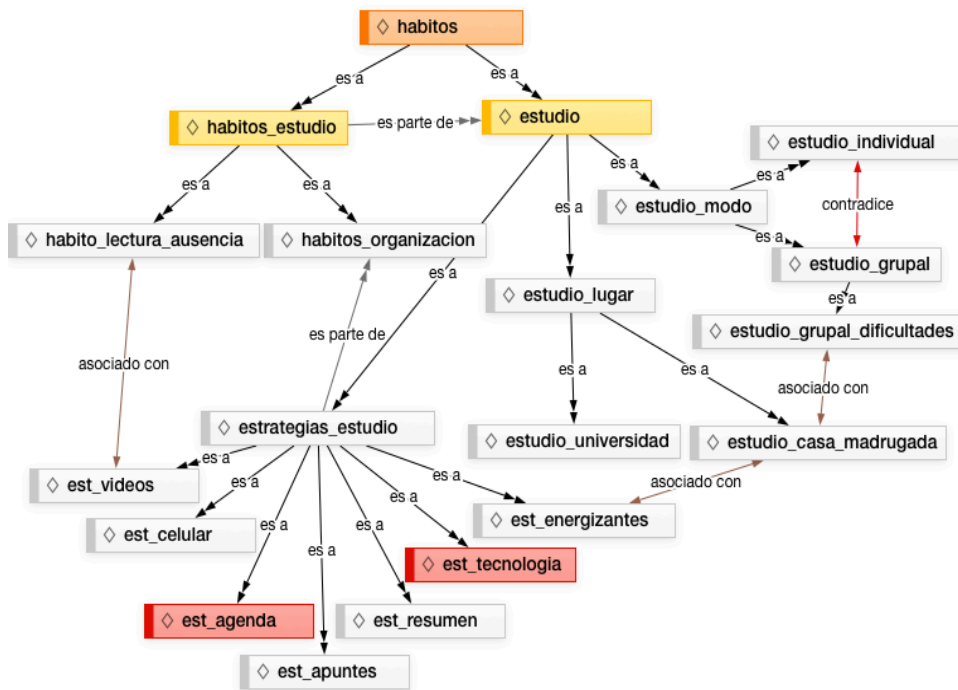 habitos
es a
es a
habitos_estudio
es parte de
estudio
estudio_individual
es a
es a
es a
es a
contradice
estudio_modo
es a
es a
habito_lectura_ausencia
habitos_organizacion
estudio_grupal
es a
estudio_lugar
es a
es parte de
estudio_grupal_dificultades
asociado con
es a
es a
asociado con
estrategias_estudio
estudio_universidad
estudio_casa_madrugada
es a
est_videos
es a
es a
asociado con
es a
est_celular
es a
es a
es a
est_energizantes
est_tecnologia
est_agenda
est_resumen
est_apuntes